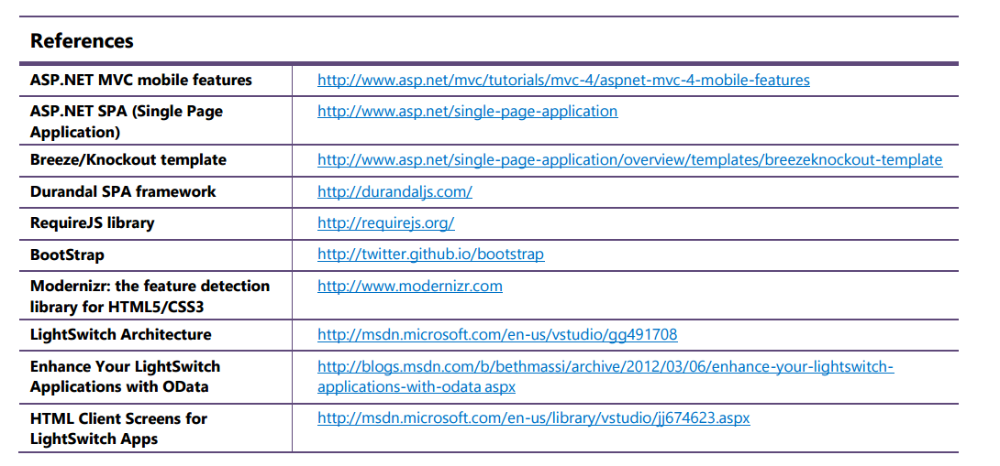 References
ASP.NET MVC mobile features
http://www.asp.net/mvc/tutorials/mvc-4/aspnet-mvc-4-mobile-features
ASP.NET SPA (Single Page
Application)
http://www.asp.net/single-page-application
Breeze/Knockout template
http://www.asp.net/single-page-application/overview/templates/breezeknockout-template
Durandal SPA framework
http://durandaljs.com/
RequireJS library
http://requirejs.org/
BootStrap
http://twitter.github.io/bootstrap
Modernizr: the feature detection
library for HTML5/CSS3
http://www.modernizr.com
LightSwitch Architecture
http://msdn.microsoft.com/en-us/vstudio/gg491708
Enhance Your LightSwitch
Applications with OData
http://blogs.msdn.com/b/bethmassi/archive/2012/03/06/enhance-your-lightswitch-
applications-with-odata aspx
HTML Client Screens for
LightSwitch Apps
http://msdn.microsoft.com/en-us/library/vstudio/jj674623.aspx